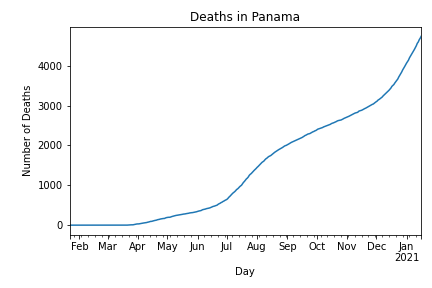 Deaths in Panama
Number of Deaths
4000
3000
2000
1000
0
Feb Mar Apr May Jun Jul Aug Sep Oct Nov Dec Jan
2021
Day